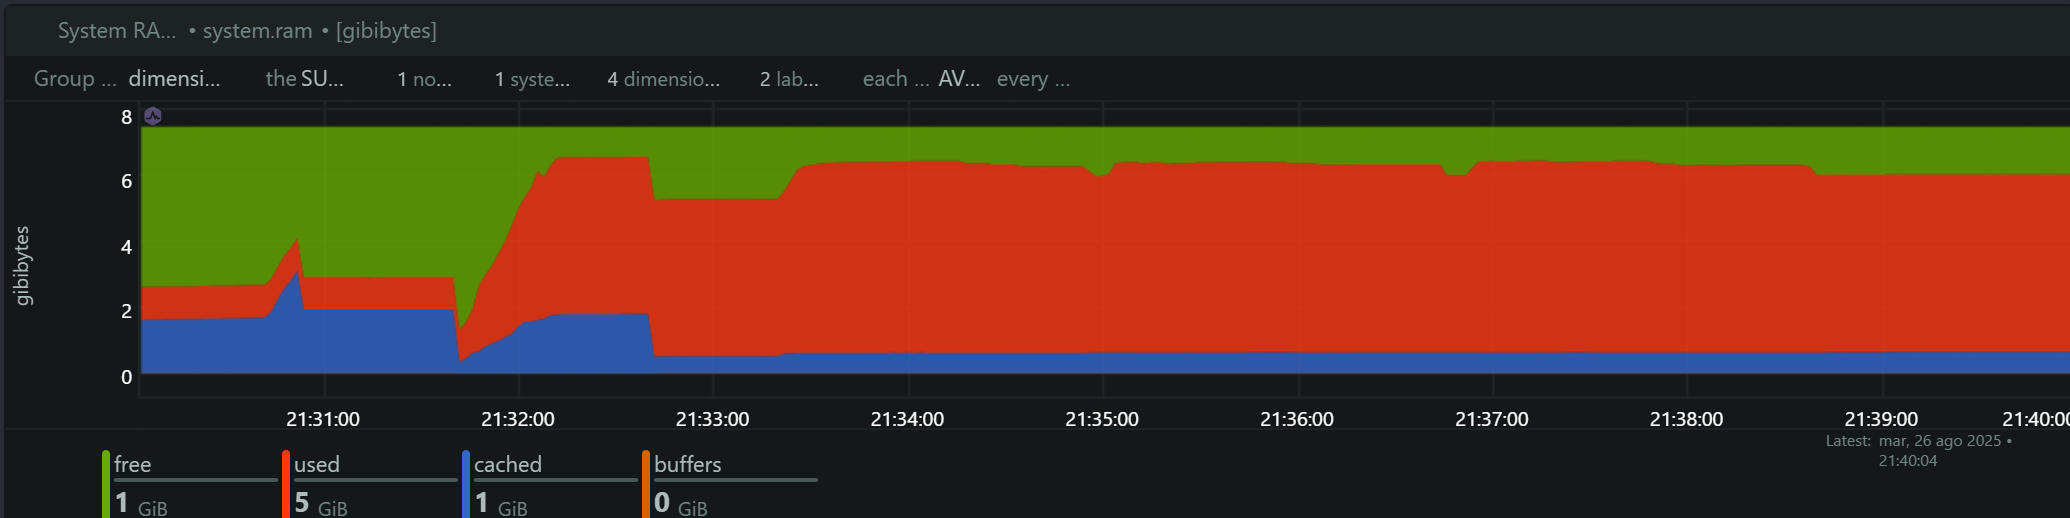 System RA... • system.ram • [gibibytes]
Group ... dimensi... the SU... 1 no... 1 syste... 4 dimensio... 2 lab... each ... AV... every ...
8
6
4
2
0
gibibytes
21:31:00 21:32:00 21:33:00 21:34:00 21:35:00 21:36:00 21:37:00 21:38:00 21:39:00 21:40:00
Latest: mar, 26 ago 2025 •
21:40:04
free used cached buffers
1 GiB 5 GiB 1 GiB 0 GiB